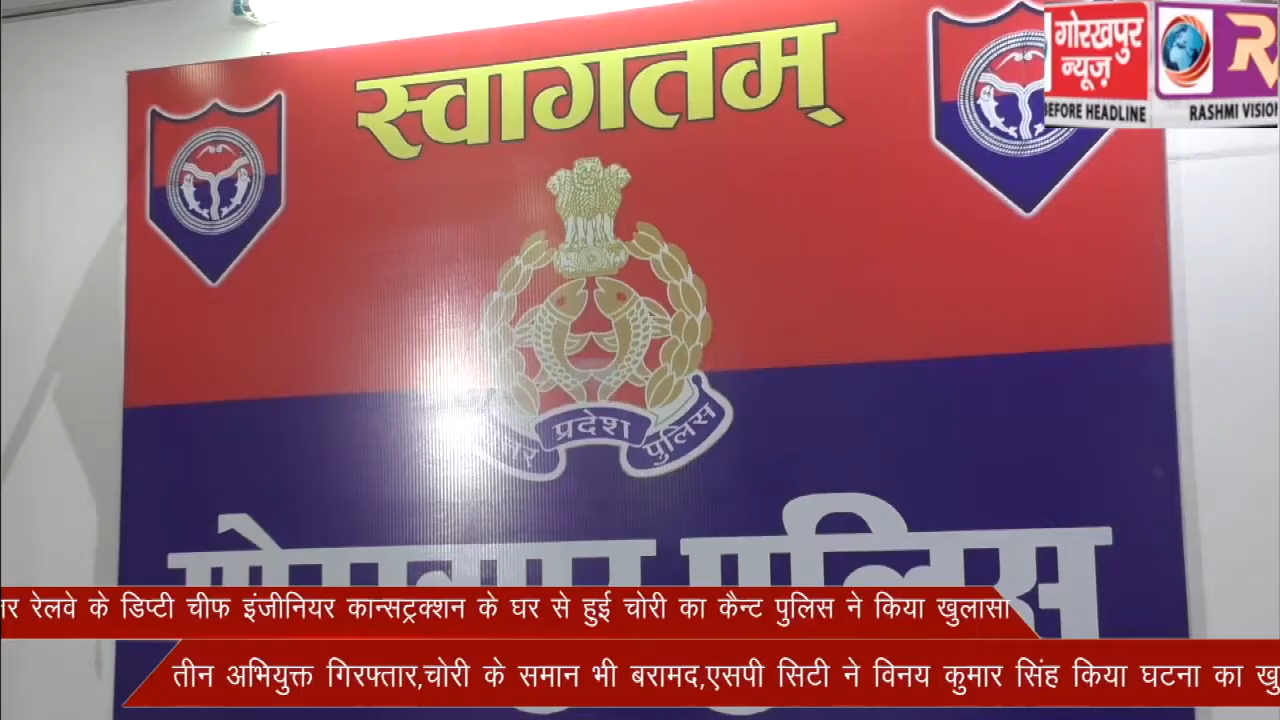 स्वागतम्
गोरखपुर
न्यूज़
BEFORE HEADLINE
R
RASHMI VISION
प्रदेश पुलिस
गोरखपुर पुलिस
रेलवे के डिप्टी चीफ इंजीनियर कान्सट्रक्शन के घर से हुई चोरी का कैन्ट पुलिस ने किया खुलासा
तीन अभियुक्त गिरफ्तार,चोरी के समान भी बरामद,एसपी सिटी ने विनय कुमार सिंह किया घटना का